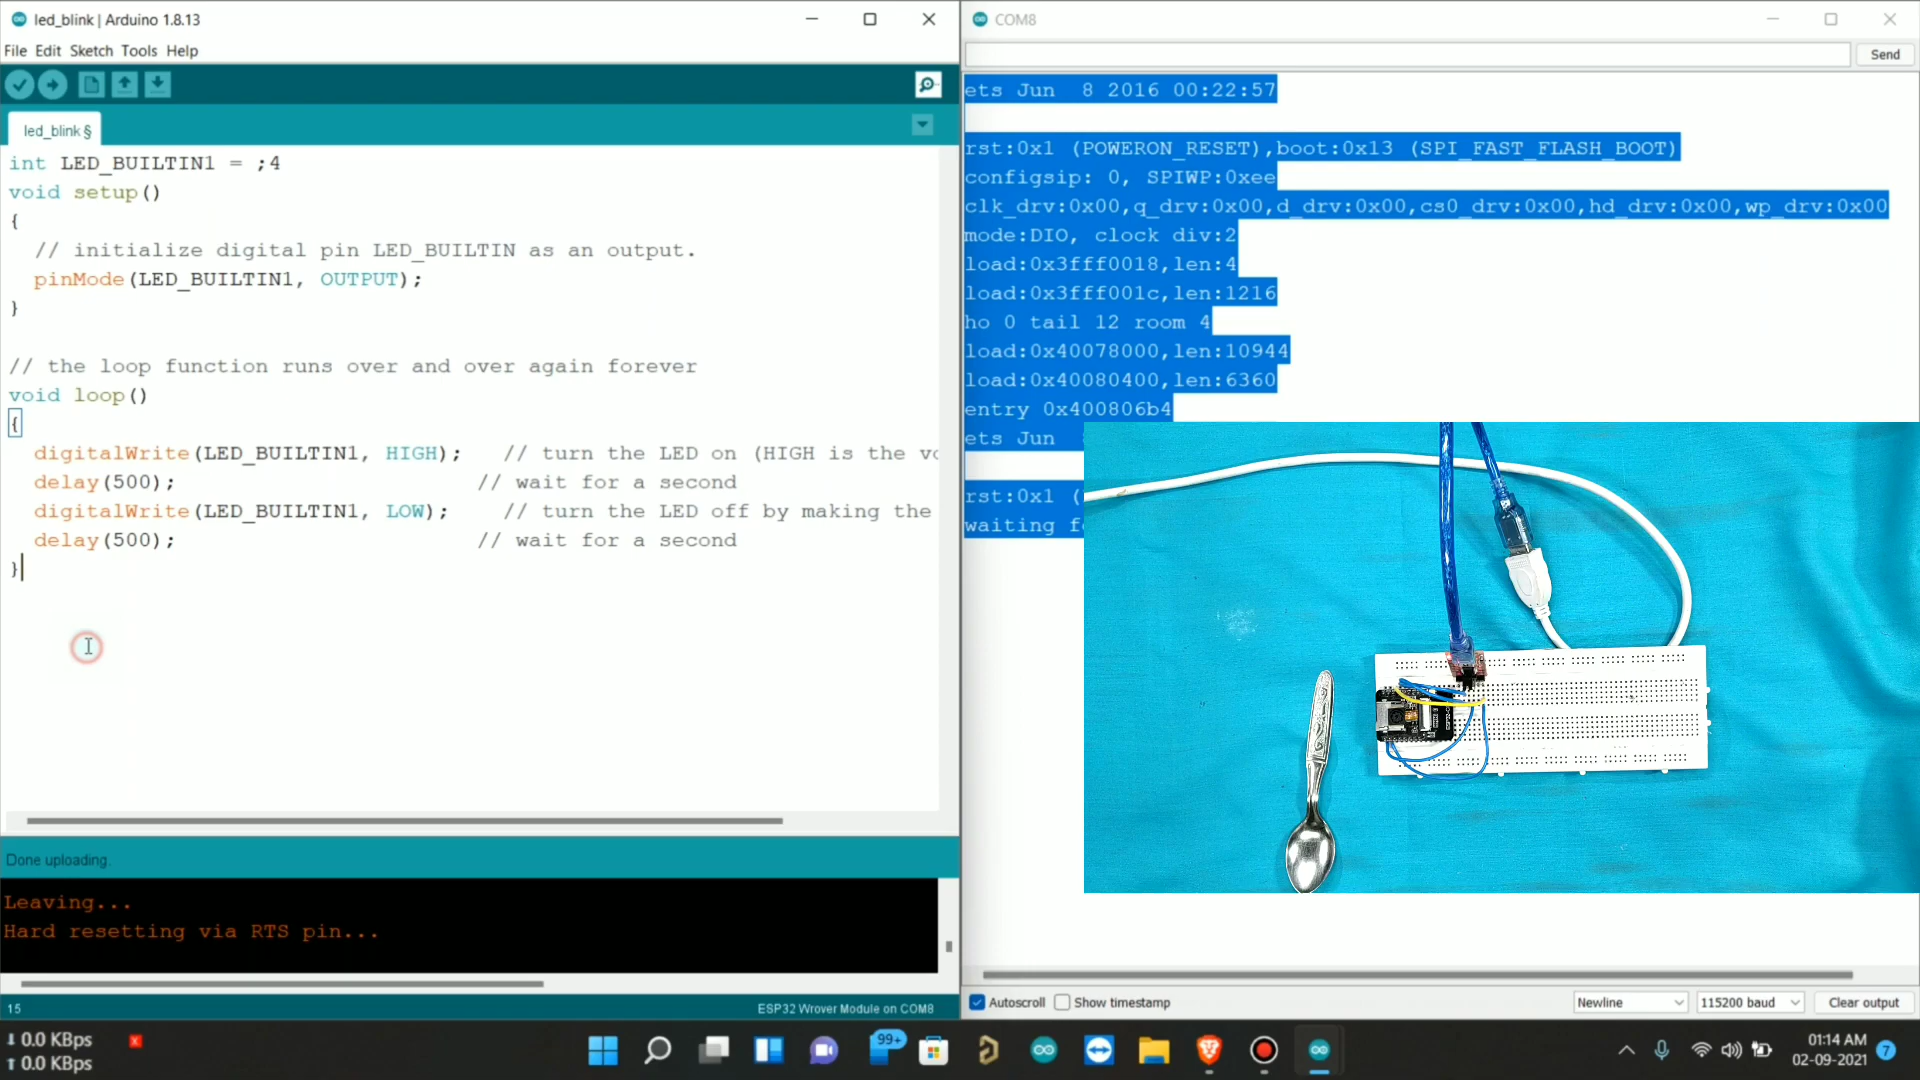 led_blink | Arduino 1.8.13
File Edit Sketch Tools Help
led_blink §
int LED_BUILTIN1 = ;4
void setup()
{
// initialize digital pin LED_BUILTIN as an output.
pinMode(LED_BUILTIN1, OUTPUT);
}
// the loop function runs over and over again forever
void loop()
{
digitalWrite(LED_BUILTIN1, HIGH); // turn the LED on (HIGH is the vo
delay(500); // wait for a second
digitalWrite(LED_BUILTIN1, LOW); // turn the LED off by making the
delay(500); // wait for a second
}
Done uploading.
Leaving...
Hard resetting via RTS pin...
15
ESP32 Wrover Module on COM8
COM8
Send
ets Jun 8 2016 00:22:57
rst:0x1 (POWERON_RESET),boot:0x13 (SPI_FAST_FLASH_BOOT)
configsip: 0, SPIWP:0xee
clk_drv:0x00,q_drv:0x00,d_drv:0x00,cs0_drv:0x00,hd_drv:0x00,wp_drv:0x00
mode:DIO, clock div:2
load:0x3fff0018,len:4
load:0x3fff001c,len:1216
ho 0 tail 12 room 4
load:0x40078000,len:10944
load:0x40080400,len:6360
entry 0x400806b4
ets Jun
rst:0x1 (
waiting fo
Autoscroll Show timestamp
Newline
115200 baud
Clear output
0.0 KBps
0.0 KBps
99+
01:14 AM
02-09-2021
7